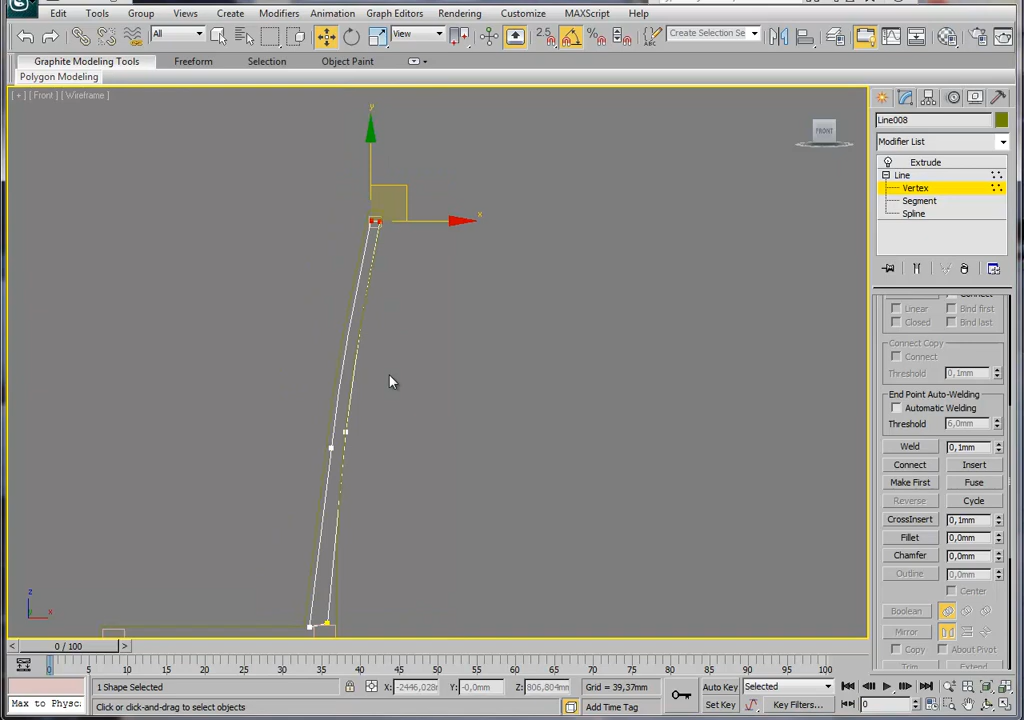 Edit Tools Group Views Create Modifiers Animation Graph Editors Rendering Customize MAXScript Help
All View 2.5 Create Selection Se
Graphite Modeling Tools Freeform Selection Object Paint
Polygon Modeling
[ + ] [ Front ] [ Wireframe ]
y
FRONT
x
Line008
Modifier List
Extrude
Line
Vertex
Segment
Spline
Connect
Linear Bind first
Closed Bind last
Connect Copy
Connect
Threshold 0,1mm
End Point Auto-Welding
Automatic Welding
Threshold 6,0mm
Weld 0,1mm
Connect Insert
Make First Fuse
Reverse Cycle
CrossInsert 0,1mm
Fillet 0,0mm
Chamfer 0,0mm
Outline 0,0mm
Center
Boolean
Mirror
Copy About Pivot
Trim Extend
z
x
< 0 / 100 >
0 5 10 15 20 25 30 35 40 45 50 55 60 65 70 75 80 85 90 95 100
1 Shape Selected X: -2446,028 Y: -0,0mm Z: 806,804mm Grid = 39,37mm Auto Key Selected
Max to Physc Click or click-and-drag to select objects Add Time Tag Set Key Key Filters... 0